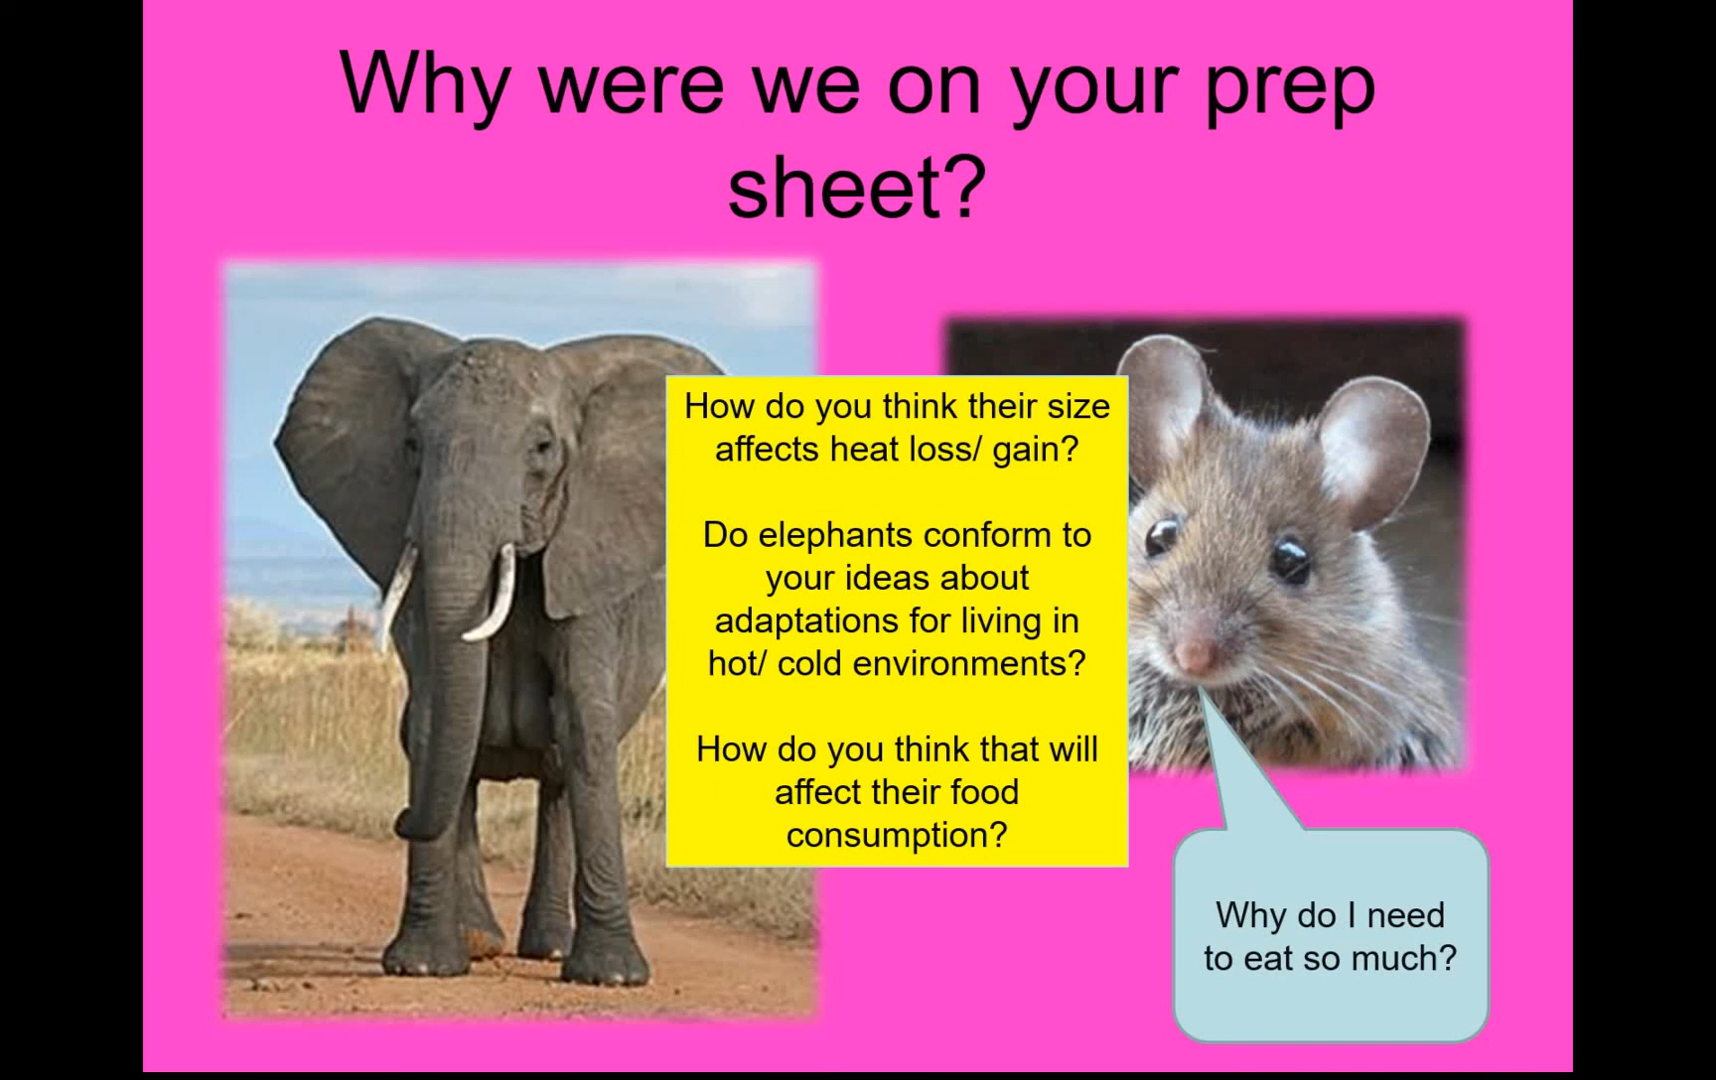 Why were we on your prep
sheet?
How do you think their size
affects heat loss/ gain?
Do elephants conform to
your ideas about
adaptations for living in
hot/ cold environments?
How do you think that will
affect their food
consumption?
Why do I need
to eat so much?